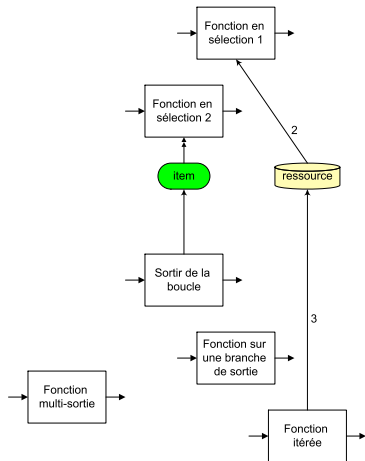 Fonction en
sélection 1
Fonction en
sélection 2
2
item
ressource
Sortir de la
boucle
3
Fonction sur
une branche
de sortie
Fonction
multi-sortie
Fonction
itérée